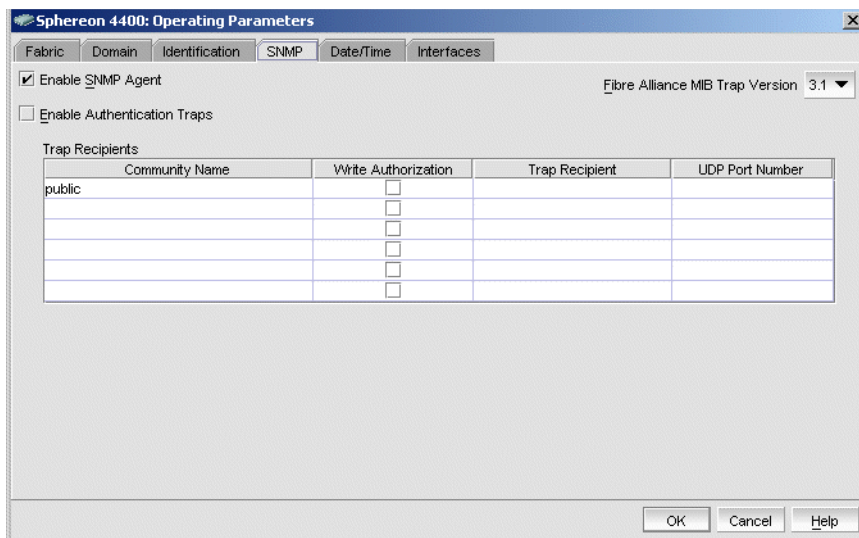 Sphereon 4400: Operating Parameters
Fabric Domain Identification SNMP Date/Time Interfaces
Enable SNMP Agent
Fibre Alliance MIB Trap Version 3.1
Enable Authentication Traps
Trap Recipients
Community Name Write Authorization Trap Recipient UDP Port Number
public
OK Cancel Help